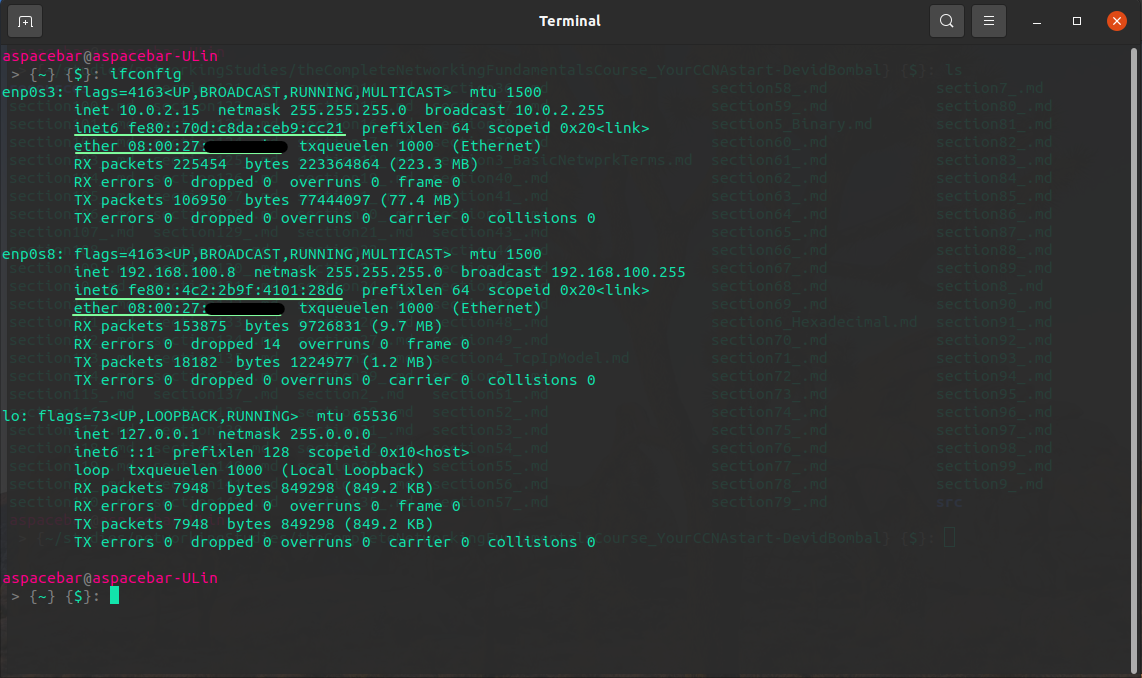 Terminal
aspacebar@aspacebar-ULin
> {~} {$}: ifconfig
enp0s3: flags=4163<UP,BROADCAST,RUNNING,MULTICAST>  mtu 1500
inet 10.0.2.15  netmask 255.255.255.0  broadcast 10.0.2.255
inet6 fe80::70d:c8da:ceb9:cc21  prefixlen 64  scopeid 0x20<link>
ether 08:00:27:  txqueuelen 1000  (Ethernet)
RX packets 225454  bytes 223364864 (223.3 MB)
RX errors 0  dropped 0  overruns 0  frame 0
TX packets 106950  bytes 77444097 (77.4 MB)
TX errors 0  dropped 0 overruns 0  carrier 0  collisions 0
enp0s8: flags=4163<UP,BROADCAST,RUNNING,MULTICAST>  mtu 1500
inet 192.168.100.8  netmask 255.255.255.0  broadcast 192.168.100.255
inet6 fe80::4c2:2b9f:4101:28d6  prefixlen 64  scopeid 0x20<link>
ether 08:00:27:  txqueuelen 1000  (Ethernet)
RX packets 153875  bytes 9726831 (9.7 MB)
RX errors 0  dropped 14  overruns 0  frame 0
TX packets 18182  bytes 1224977 (1.2 MB)
TX errors 0  dropped 0 overruns 0  carrier 0  collisions 0
lo: flags=73<UP,LOOPBACK,RUNNING>  mtu 65536
inet 127.0.0.1  netmask 255.0.0.0
inet6 ::1  prefixlen 128  scopeid 0x10<host>
loop  txqueuelen 1000  (Local Loopback)
RX packets 7948  bytes 849298 (849.2 KB)
RX errors 0  dropped 0  overruns 0  frame 0
TX packets 7948  bytes 849298 (849.2 KB)
TX errors 0  dropped 0 overruns 0  carrier 0  collisions 0
aspacebar@aspacebar-ULin
> {~} {$}: